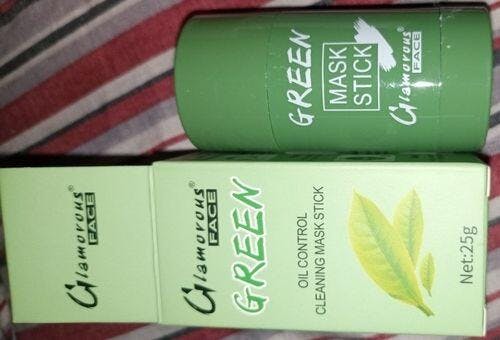 GREEN
MASK
STICK
Glamorous®
FACE
Glamorous®
FACE
Glamorous®
FACE
GREEN
OIL CONTROL
CLEANING MASK STICK
Net:25g